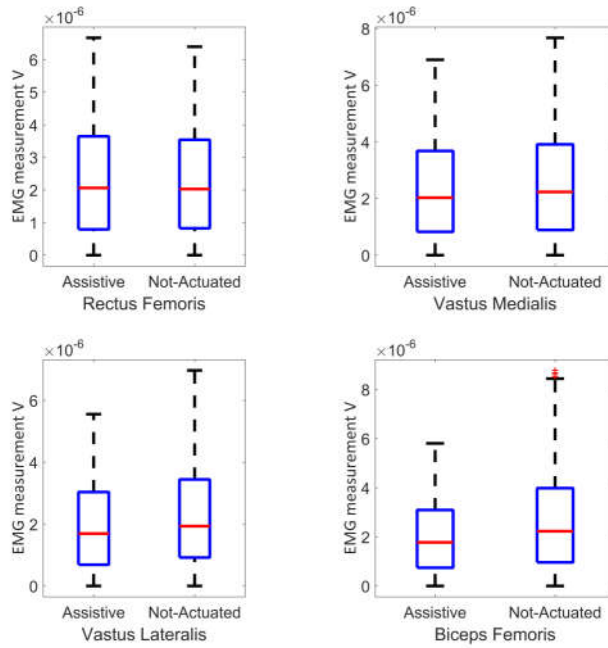 ×10⁻⁶
EMG measurement V
6
5
4
3
2
1
0
Assistive Not-Actuated
Rectus Femoris
×10⁻⁶
EMG measurement V
8
6
4
2
0
Assistive Not-Actuated
Vastus Medialis
×10⁻⁶
EMG measurement V
6
4
2
0
Assistive Not-Actuated
Vastus Lateralis
×10⁻⁶
EMG measurement V
8
6
4
2
0
Assistive Not-Actuated
Biceps Femoris